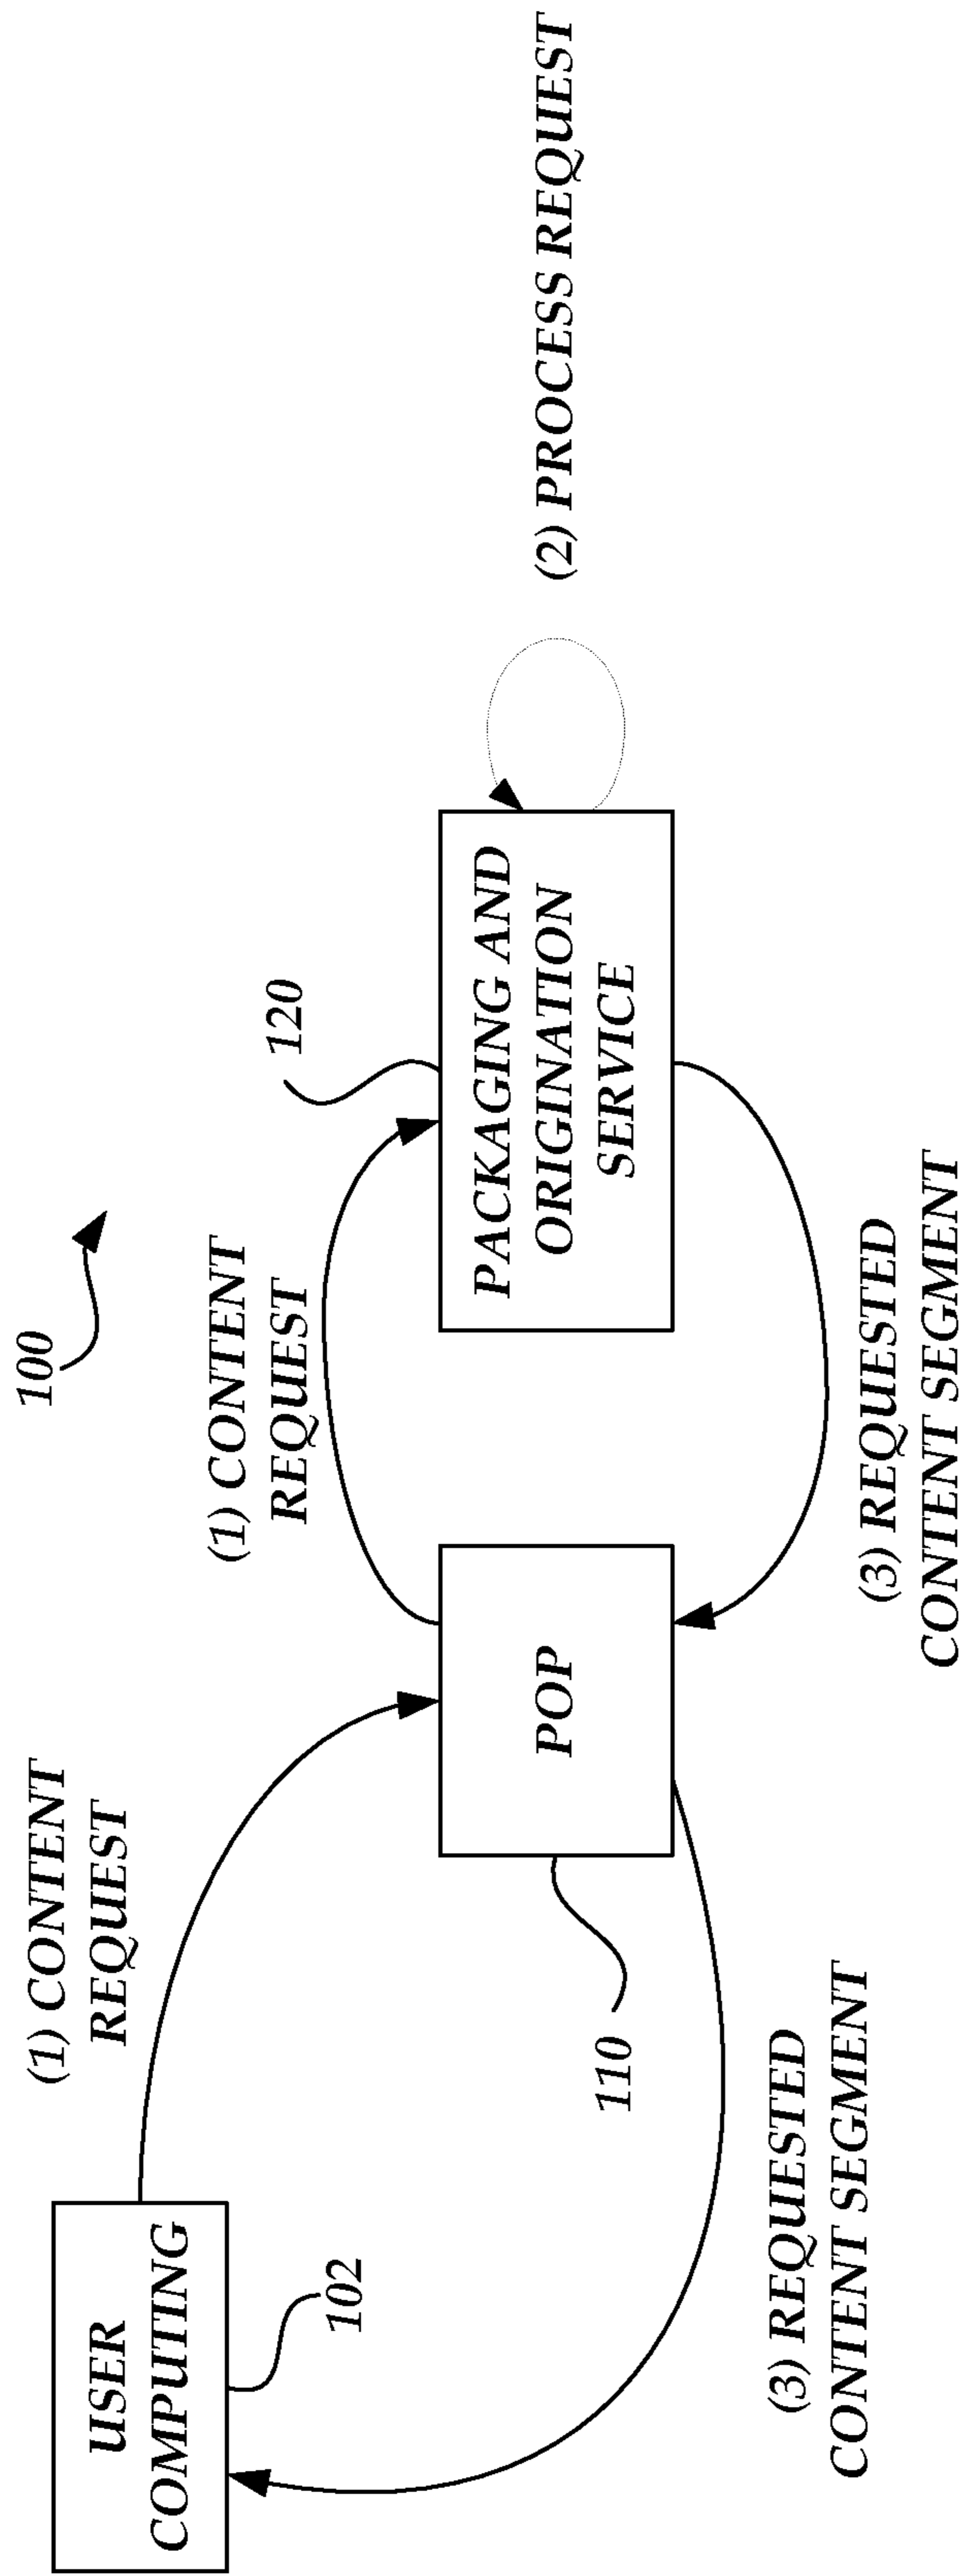 100
(1) CONTENT
REQUEST
(1) CONTENT
REQUEST
USER
COMPUTING
102
120
POP
110
PACKAGING AND
ORIGINATION
SERVICE
(2) PROCESS REQUEST
(3) REQUESTED
CONTENT SEGMENT
(3) REQUESTED
CONTENT SEGMENT